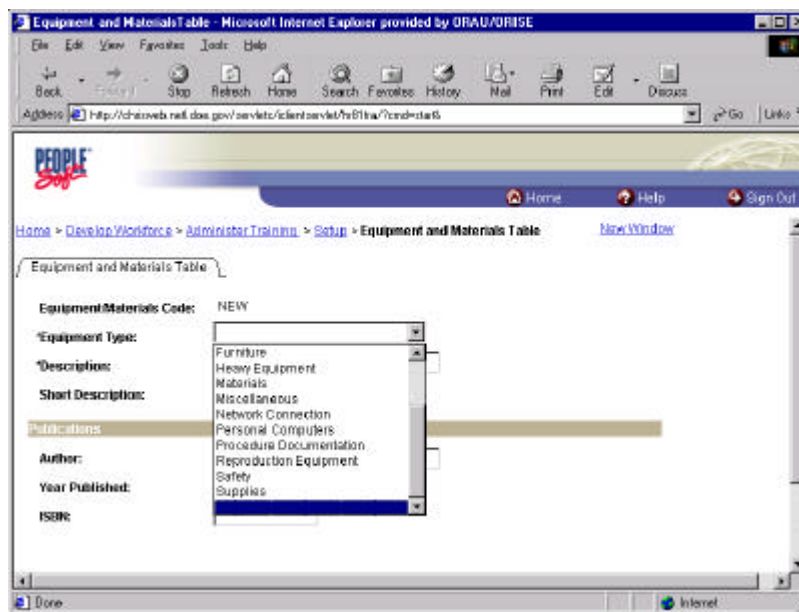 Equipment and MaterialsTable - Microsoft Internet Explorer provided by ORAU/ORISE
File Edit View Favorites Tools Help
Back Stop Refresh Home Search Favorites History Mail Print Edit Discuss
Address Go Links
PEOPLE
Soft
Home Help Sign Out
Home > Develop Workforce > Administer Training > Setup > Equipment and Materials Table New Window
Equipment and Materials Table
Equipment/Materials Code: NEW
*Equipment Type:
Furniture
Heavy Equipment
*Description:
Materials
Miscellaneous
Short Description:
Network Connection
Personal Computers
Publications
Procedure Documentation
Reproduction Equipment
Author:
Safety
Supplies
Year Published:
ISBN:
Done Internet